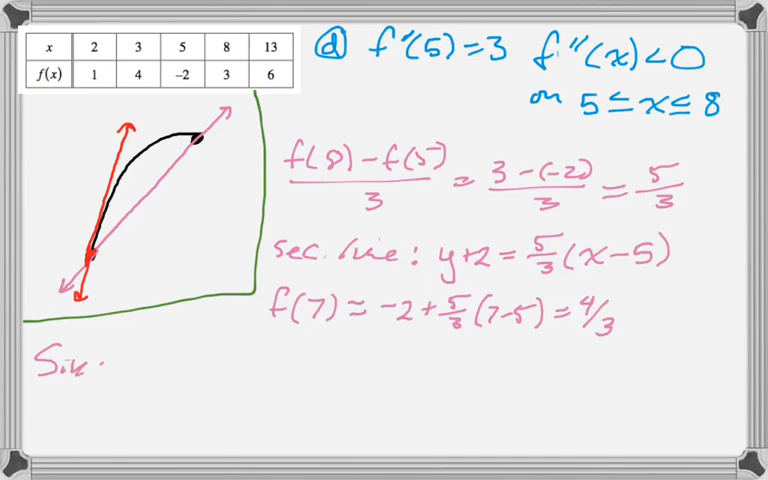 x 2 3 5 8 13
f(x) 1 4 −2 3 6
(d) f'(5) = 3 f''(x) < 0
on 5 ≤ x ≤ 8
(f(8) − f(5))/3 = (3 − (−2))/3 = 5/3
sec. line: y+2 = 5/3 (x − 5)
f(7) ≈ −2 + 5/3 (7−5) = 4/3
Sin